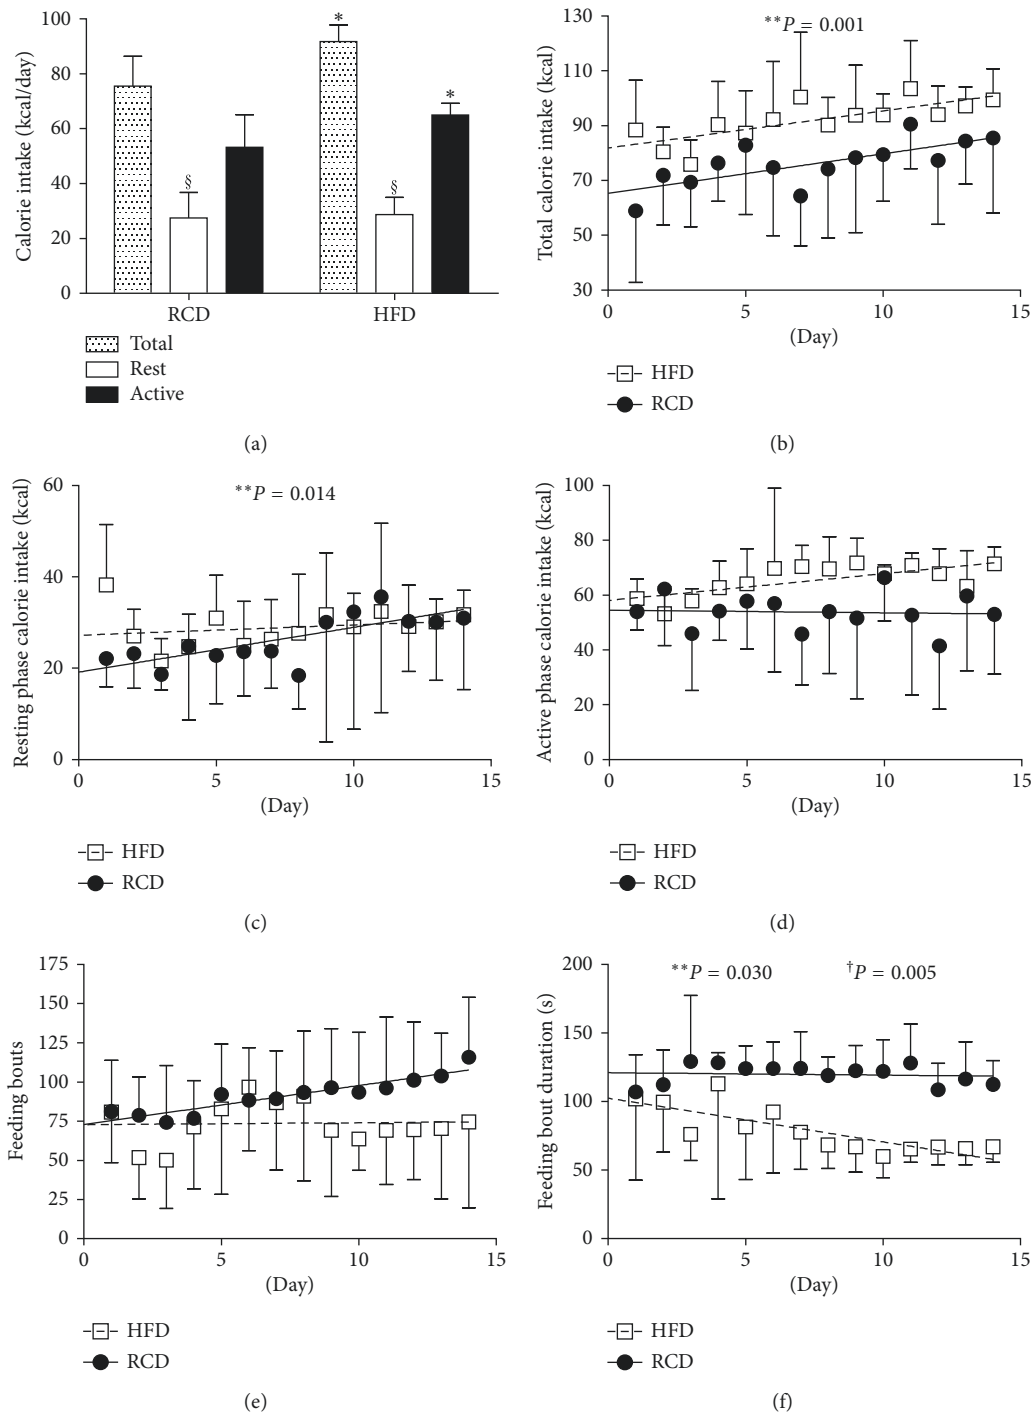 Calorie intake (kcal/day)
100
80
60
40
20
0
*
§
§
*
RCD
HFD
Total
Rest
Active
(a)
Total calorie intake (kcal)
130
110
90
70
50
30
**P = 0.001
0 5 10 15
(Day)
HFD
RCD
(b)
Resting phase calorie intake (kcal)
60
40
20
0
**P = 0.014
0 5 10 15
(Day)
HFD
RCD
(c)
Active phase calorie intake (kcal)
100
80
60
40
20
0
0 5 10 15
(Day)
HFD
RCD
(d)
Feeding bouts
175
150
125
100
75
50
25
0
0 5 10 15
(Day)
HFD
RCD
(e)
Feeding bout duration (s)
200
150
100
50
0
**P = 0.030 †P = 0.005
0 5 10 15
(Day)
HFD
RCD
(f)